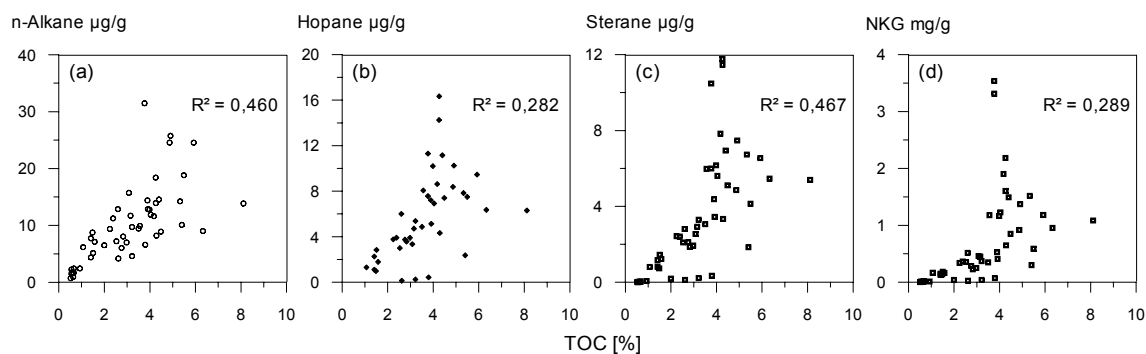 n-Alkane µg/g
Hopane µg/g
Sterane µg/g
NKG mg/g
(a)
R² = 0,460
40
30
20
10
0
0 2 4 6 8 10
(b)
R² = 0,282
20
16
12
8
4
0
0 2 4 6 8 10
(c)
R² = 0,467
12
8
4
0
0 2 4 6 8 10
(d)
R² = 0,289
4
3
2
1
0
0 2 4 6 8 10
TOC [%]